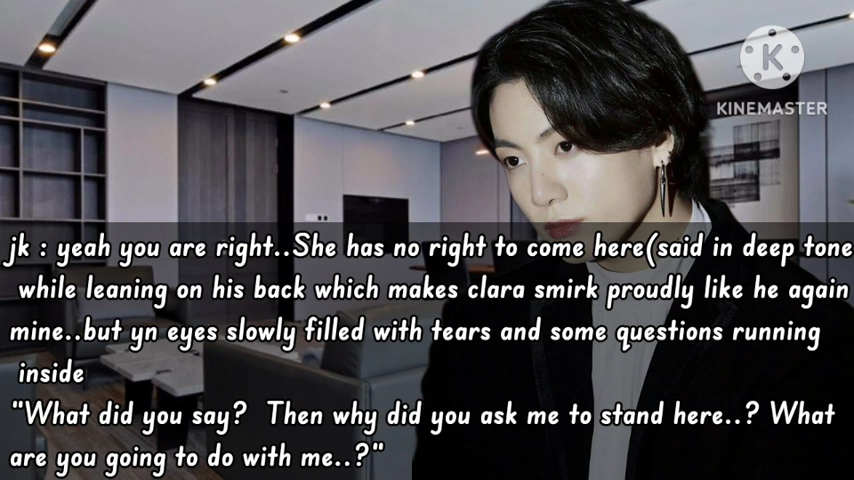 KINEMASTER
jk : yeah you are right..She has no right to come here(said in deep tone
while leaning on his back which makes clara smirk proudly like he again
mine..but yn eyes slowly filled with tears and some questions running
inside
"What did you say? Then why did you ask me to stand here..? What
are you going to do with me..?"